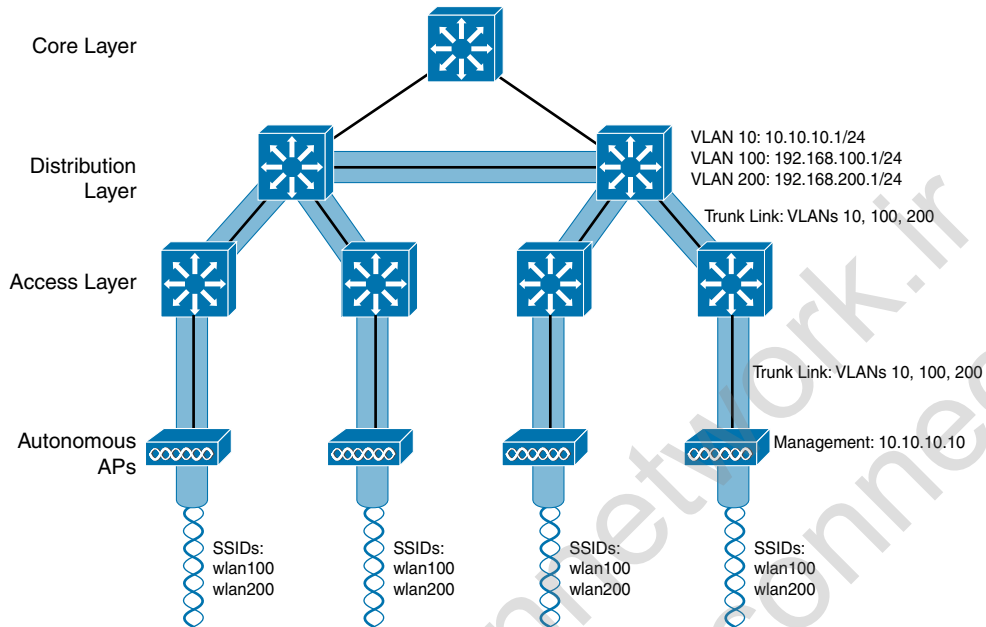 Core Layer
Distribution
Layer
VLAN 10: 10.10.10.1/24
VLAN 100: 192.168.100.1/24
VLAN 200: 192.168.200.1/24
Trunk Link: VLANs 10, 100, 200
Access Layer
Trunk Link: VLANs 10, 100, 200
Autonomous
APs
Management: 10.10.10.10
SSIDs:
wlan100
wlan200
SSIDs:
wlan100
wlan200
SSIDs:
wlan100
wlan200
SSIDs:
wlan100
wlan200